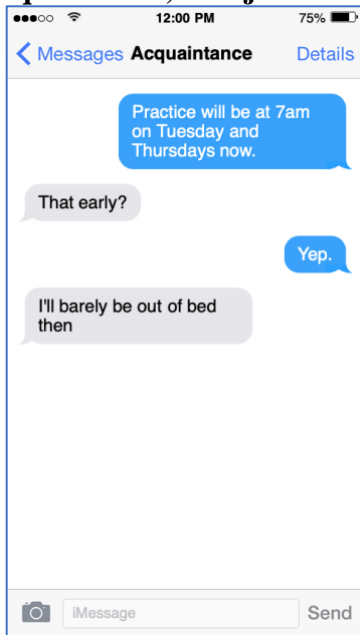 12:00 PM 75%
Messages Acquaintance Details
Practice will be at 7am
on Tuesday and
Thursdays now.
That early?
Yep.
I'll barely be out of bed
then
iMessage Send